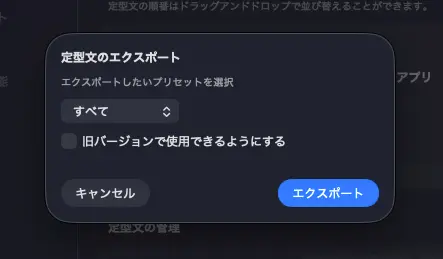 定型文の順番はドラッグアンドドロップで並び替えることができます。
定型文のエクスポート
エクスポートしたいプリセットを選択
アプリ
すべて
旧バージョンで使用できるようにする
キャンセル
エクスポート
定型文の管理